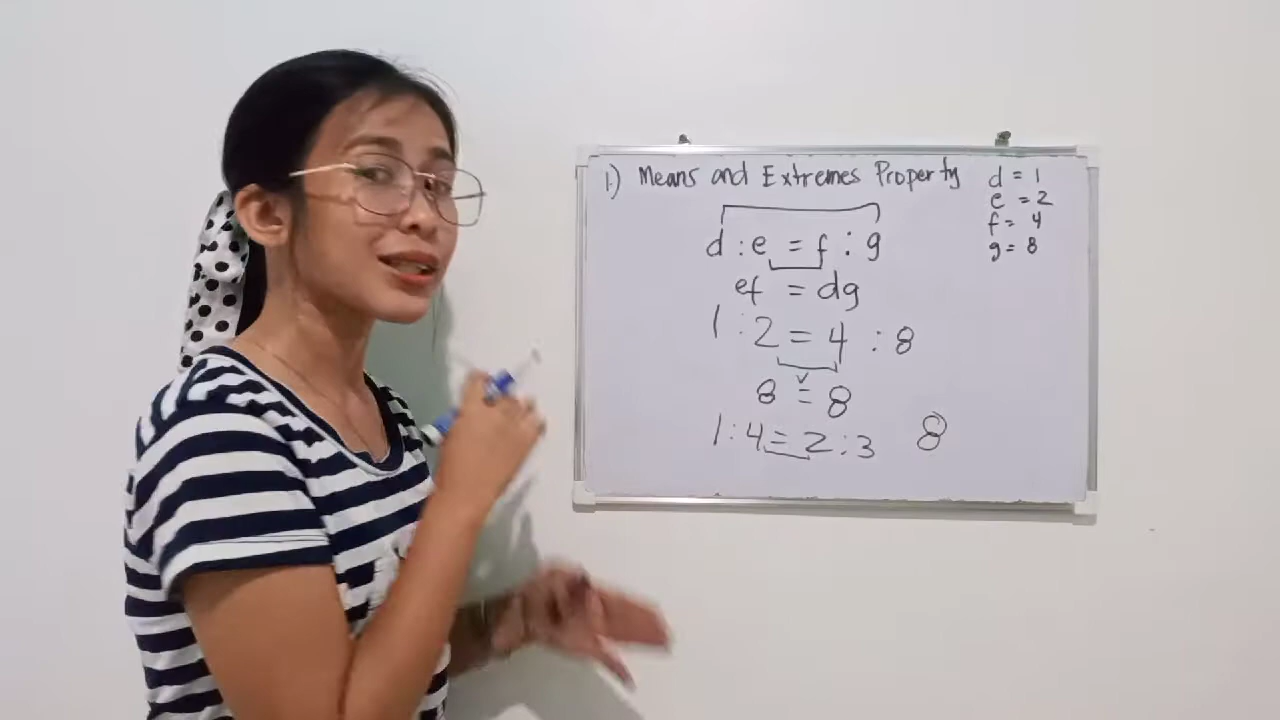 1.) Means and Extremes Property
d = 1
e = 2
f = 4
g = 8
d : e = f : g
ef = dg
1 : 2 = 4 : 8
8 = 8
1 : 4 = 2 : 3 8